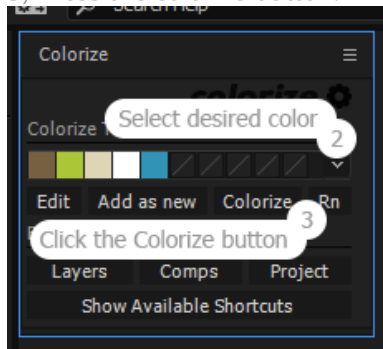 Search Help
Colorize
colorize
Colorize T
Select desired color
2
Edit Add as new Colorize Rn
3
Click the Colorize button
Layers Comps Project
Show Available Shortcuts